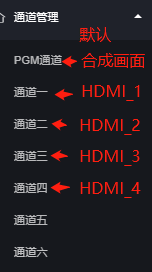 通道管理
默认
PGM通道 合成画面
通道一 HDMI_1
通道二 HDMI_2
通道三 HDMI_3
通道四 HDMI_4
通道五
通道六